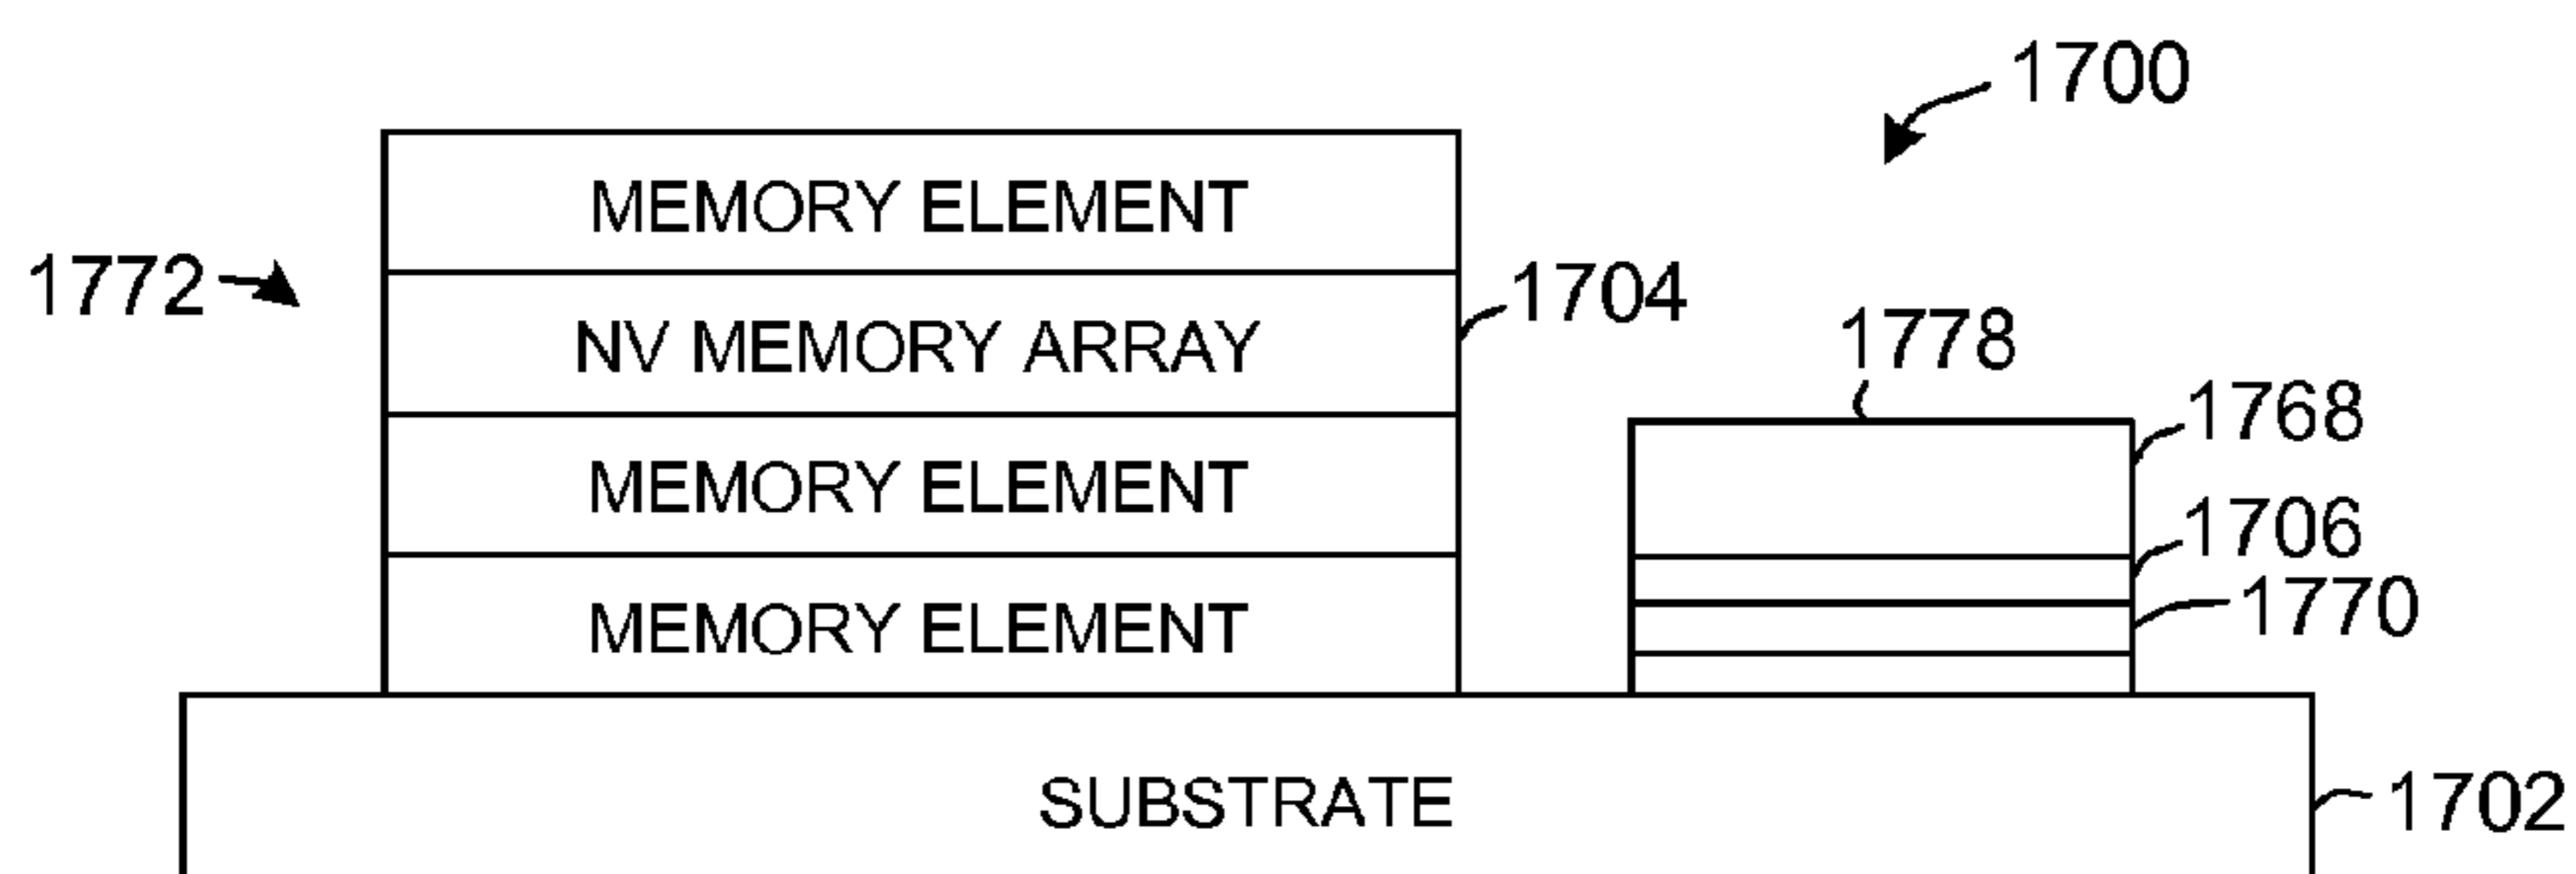 1700
MEMORY ELEMENT
1772
1704
NV MEMORY ARRAY
1778
1768
MEMORY ELEMENT
1706
1770
MEMORY ELEMENT
SUBSTRATE
1702